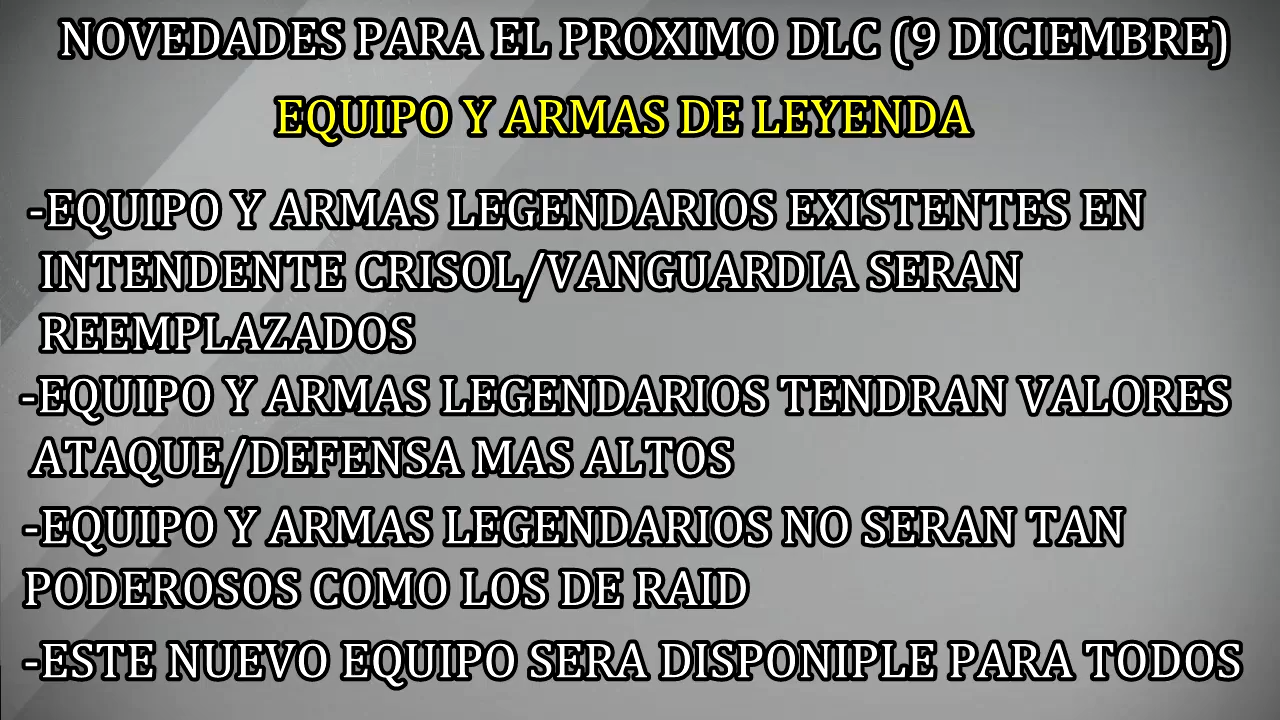 NOVEDADES PARA EL PROXIMO DLC (9 DICIEMBRE)
EQUIPO Y ARMAS DE LEYENDA
-EQUIPO Y ARMAS LEGENDARIOS EXISTENTES EN
INTENDENTE CRISOL/VANGUARDIA SERAN
REEMPLAZADOS
-EQUIPO Y ARMAS LEGENDARIOS TENDRAN VALORES
ATAQUE/DEFENSA MAS ALTOS
-EQUIPO Y ARMAS LEGENDARIOS NO SERAN TAN
PODEROSOS COMO LOS DE RAID
-ESTE NUEVO EQUIPO SERA DISPONIPLE PARA TODOS